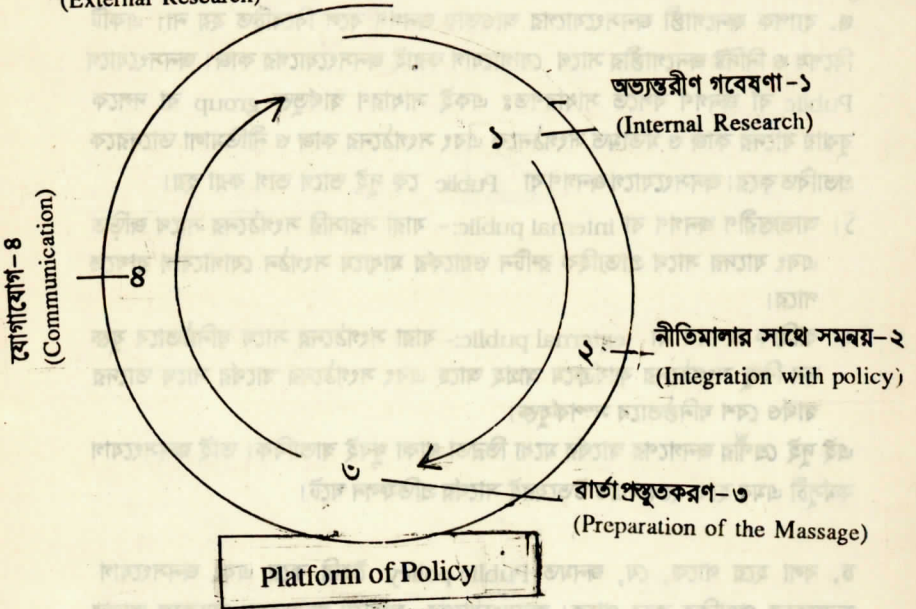 (External Research)
অভ্যন্তরীণ গবেষণা-১
(Internal Research)
১
যোগাযোগ-৪
(Communication)
৪
২
নীতিমালার সাথে সমন্বয়-২
(Integration with policy)
৩
বার্তাপ্রস্তুতকরণ-৩
(Preparation of the Massage)
Platform of Policy